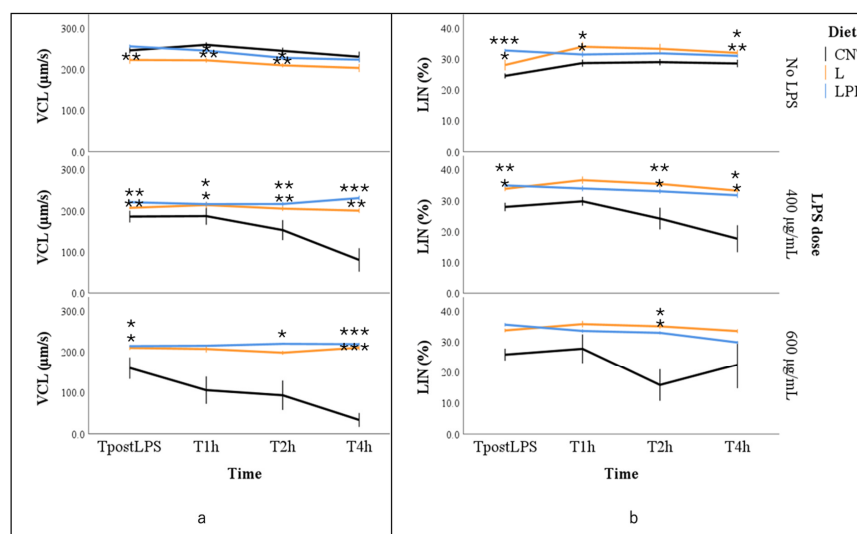 300.0
200.0
100.0
0.0
VCL (µm/s)
** ** * * **
300.0
200.0
100.0
0.0
VCL (µm/s)
** ** * * ** ** *** **
300.0
200.0
100.0
0.0
VCL (µm/s)
* * * *** ***
TpostLPS T1h T2h T4h
Time
a
40.0
30.0
20.0
10.0
0.0
LIN (%)
*** * * * * **
No LPS
40.0
30.0
20.0
10.0
0.0
LIN (%)
** * ** * * *
400 µg/mL
LPS dose
40.0
30.0
20.0
10.0
0.0
LIN (%)
* *
600 µg/mL
TpostLPS T1h T2h T4h
Time
b
Diet
L